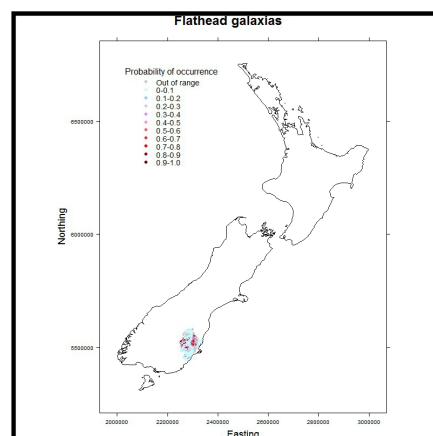 Flathead galaxias
Probability of occurrence
Out of range
0-0.1
0.1-0.2
0.2-0.3
0.3-0.4
0.4-0.5
0.5-0.6
0.6-0.7
0.7-0.8
0.8-0.9
0.9-1.0
6500000
6000000
5500000
Northing
2000000 2200000 2400000 2600000 2800000 3000000
Easting